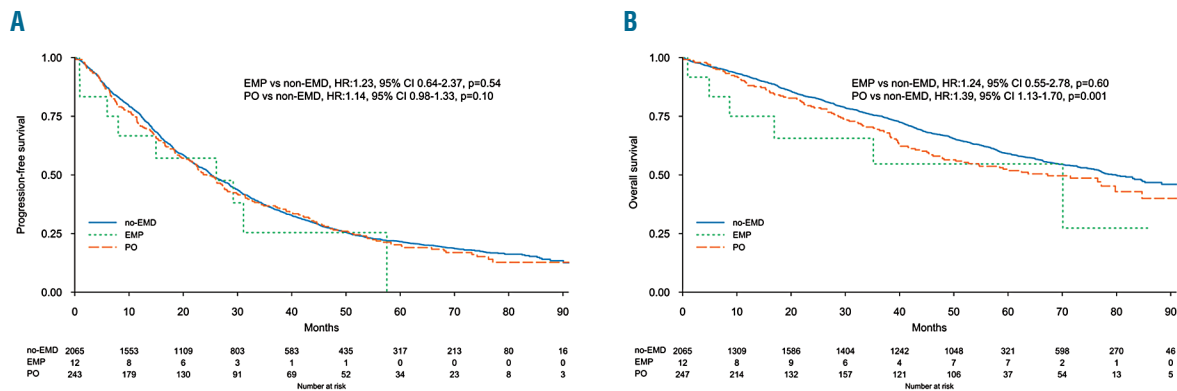 A
1.00
0.75
0.50
0.25
0.00
Progression-free survival
EMP vs non-EMD, HR:1.23, 95% CI 0.64-2.37, p=0.54
PO vs non-EMD, HR:1.14, 95% CI 0.98-1.33, p=0.10
no-EMD
EMP
PO
0 10 20 30 40 50 60 70 80 90
Months
no-EMD 2065 1553 1109 803 583 435 317 213 80 16
EMP 12 8 6 3 1 1 0 0 0 0
PO 243 179 130 91 69 52 34 23 8 3
Number at risk
B
1.00
0.75
0.50
0.25
0.00
Overall survival
EMP vs non-EMD, HR:1.24, 95% CI 0.55-2.78, p=0.60
PO vs non-EMD, HR:1.39, 95% CI 1.13-1.70, p=0.001
no-EMD
EMP
PO
0 10 20 30 40 50 60 70 80 90
Months
no-EMD 2065 1309 1586 1404 1242 1048 321 598 270 46
EMP 12 8 9 6 4 7 7 2 1 0
PO 247 214 132 157 121 106 37 54 13 5
Number at risk